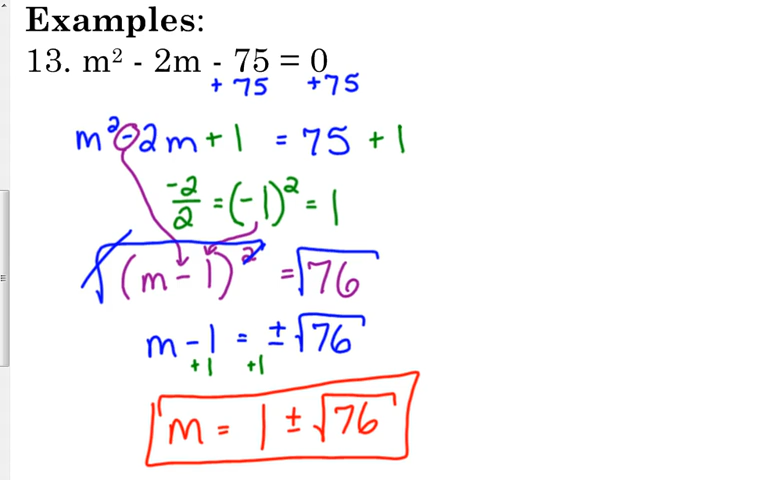 Examples:
13. m² - 2m - 75 = 0
+ 75 +75
m² - 2m + 1 = 75 + 1
-2/2 = (-1)² = 1
√(m - 1)² = √76
m - 1 = ±√76
+1 +1
m = 1 ± √76